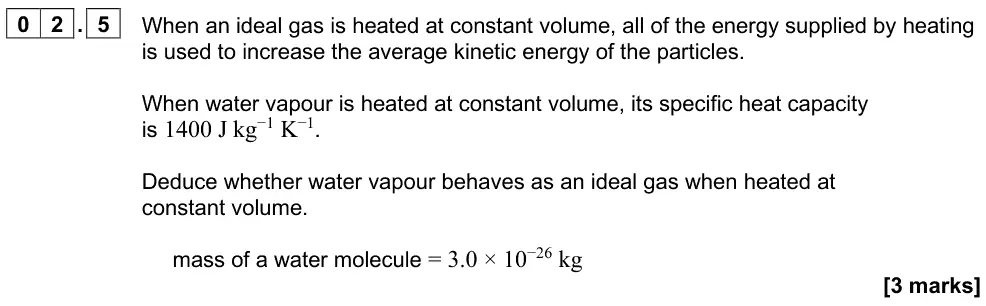 0 2 . 5 When an ideal gas is heated at constant volume, all of the energy supplied by heating
is used to increase the average kinetic energy of the particles.
When water vapour is heated at constant volume, its specific heat capacity
is 1400 J kg⁻¹ K⁻¹.
Deduce whether water vapour behaves as an ideal gas when heated at
constant volume.
mass of a water molecule = 3.0 × 10⁻²⁶ kg
[3 marks]